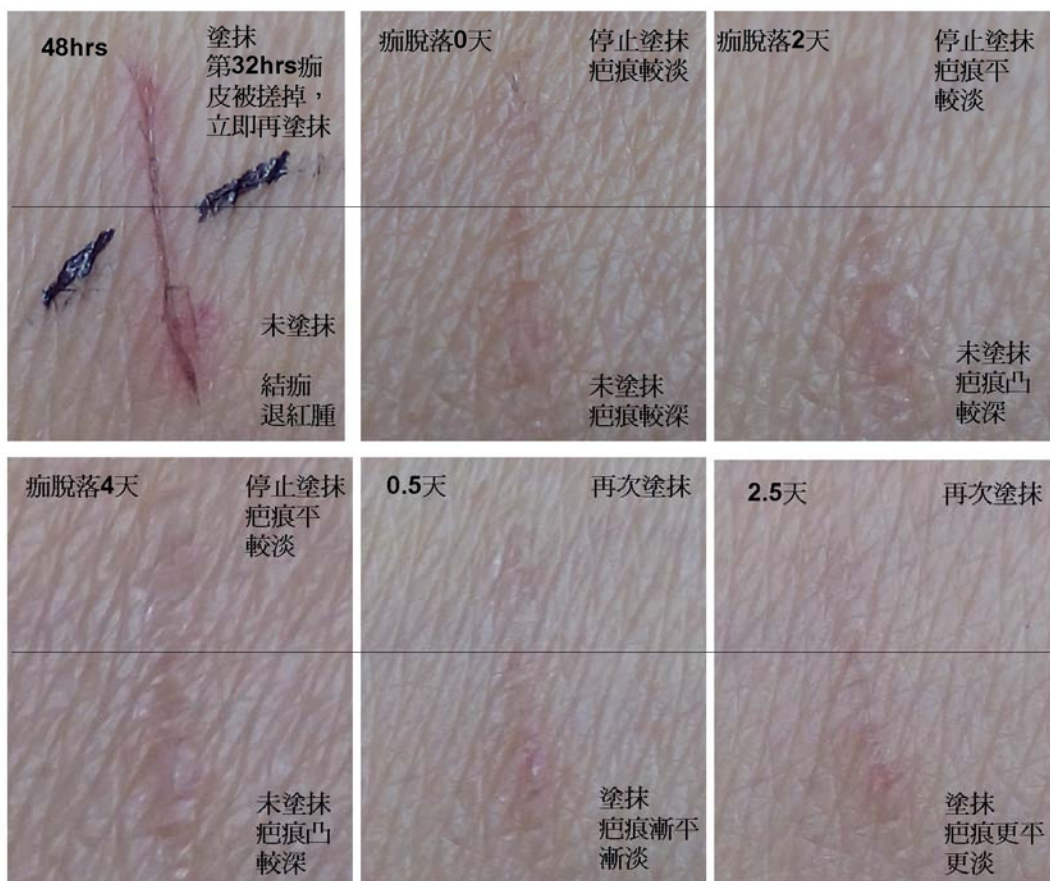 48hrs
塗抹
第32hrs痂
皮被搓掉,
立即再塗抹
未塗抹
結痂
退紅腫
痂脫落0天
停止塗抹
疤痕較淡
未塗抹
疤痕較深
痂脫落2天
停止塗抹
疤痕平
較淡
未塗抹
疤痕凸
較深
痂脫落4天
停止塗抹
疤痕平
較淡
未塗抹
疤痕凸
較深
0.5天
再次塗抹
塗抹
疤痕漸平
漸淡
2.5天
再次塗抹
塗抹
疤痕更平
更淡